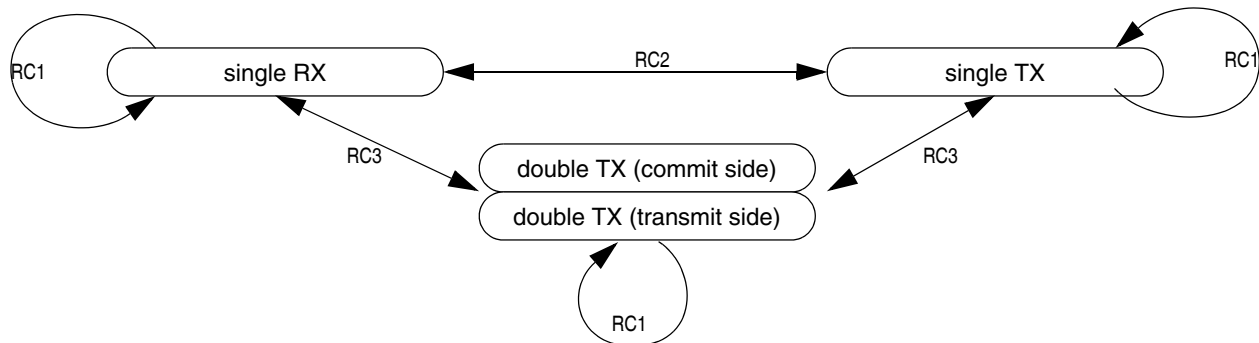 RC1
single RX
RC2
single TX
RC1
RC3
RC3
double TX (commit side)
double TX (transmit side)
RC1